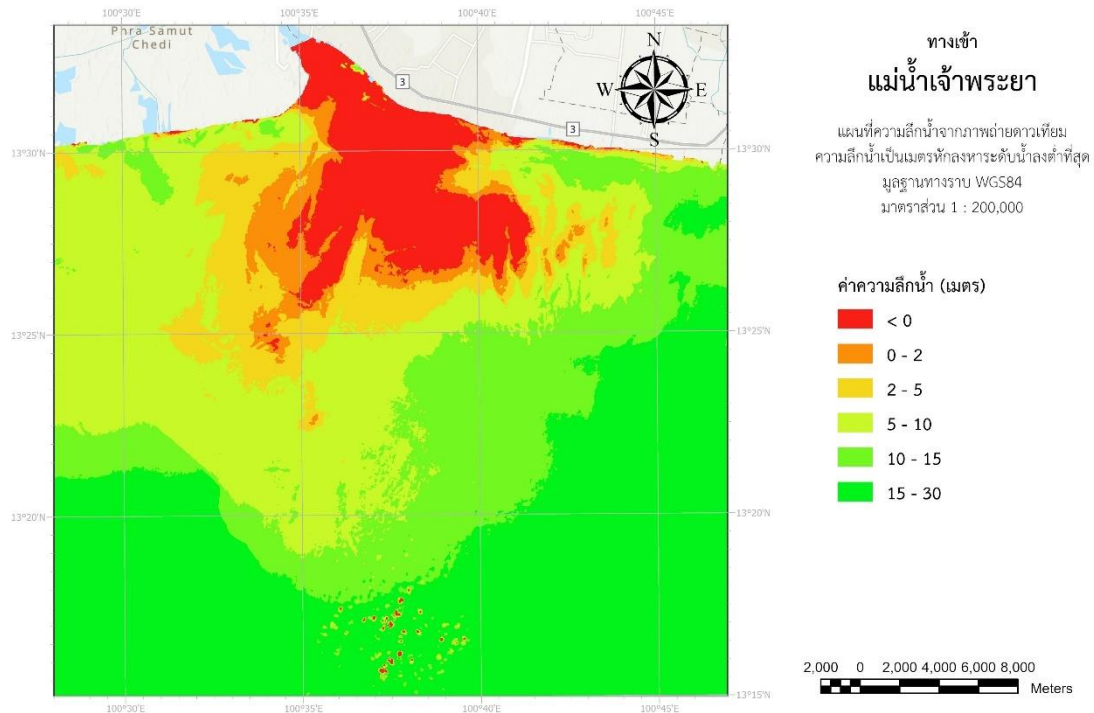 100°30'E 100°35'E 100°40'E 100°45'E
Phra Samut
Chedi
3
3
N
W E
S
13°30'N 13°30'N
13°25'N 13°25'N
13°20'N 13°20'N
13°15'N
100°30'E 100°35'E 100°40'E 100°45'E
ทางเข้า
แม่น้ำเจ้าพระยา
แผนที่ความลึกน้ำจากภาพถ่ายดาวเทียม
ความลึกน้ำเป็นเมตรหักลงหาระดับน้ำลงต่ำที่สุด
มูลฐานทางราบ WGS84
มาตราส่วน 1 : 200,000
ค่าความลึกน้ำ (เมตร)
< 0
0 - 2
2 - 5
5 - 10
10 - 15
15 - 30
2,000 0 2,000 4,000 6,000 8,000
Meters